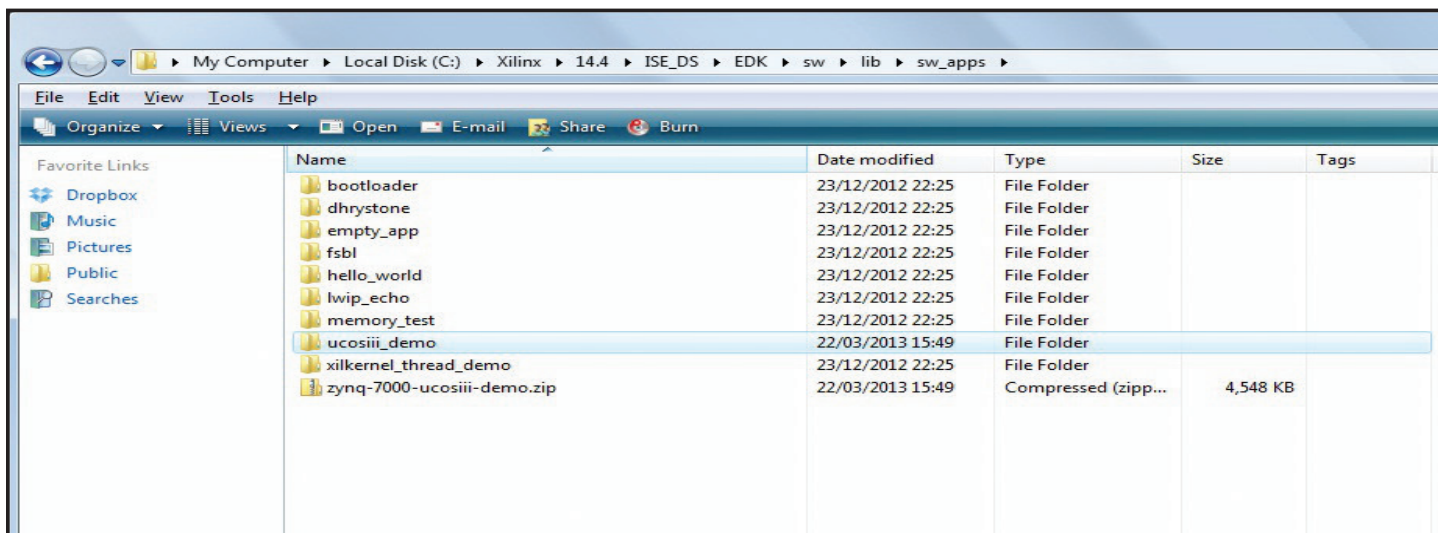 My Computer ▸ Local Disk (C:) ▸ Xilinx ▸ 14.4 ▸ ISE_DS ▸ EDK ▸ sw ▸ lib ▸ sw_apps ▸
File Edit View Tools Help
Organize Views Open E-mail Share Burn
Favorite Links
Dropbox
Music
Pictures
Public
Searches
Name Date modified Type Size Tags
bootloader 23/12/2012 22:25 File Folder
dhrystone 23/12/2012 22:25 File Folder
empty_app 23/12/2012 22:25 File Folder
fsbl 23/12/2012 22:25 File Folder
hello_world 23/12/2012 22:25 File Folder
lwip_echo 23/12/2012 22:25 File Folder
memory_test 23/12/2012 22:25 File Folder
ucosiii_demo 22/03/2013 15:49 File Folder
xilkernel_thread_demo 23/12/2012 22:25 File Folder
zynq-7000-ucosiii-demo.zip 22/03/2013 15:49 Compressed (zipp... 4,548 KB